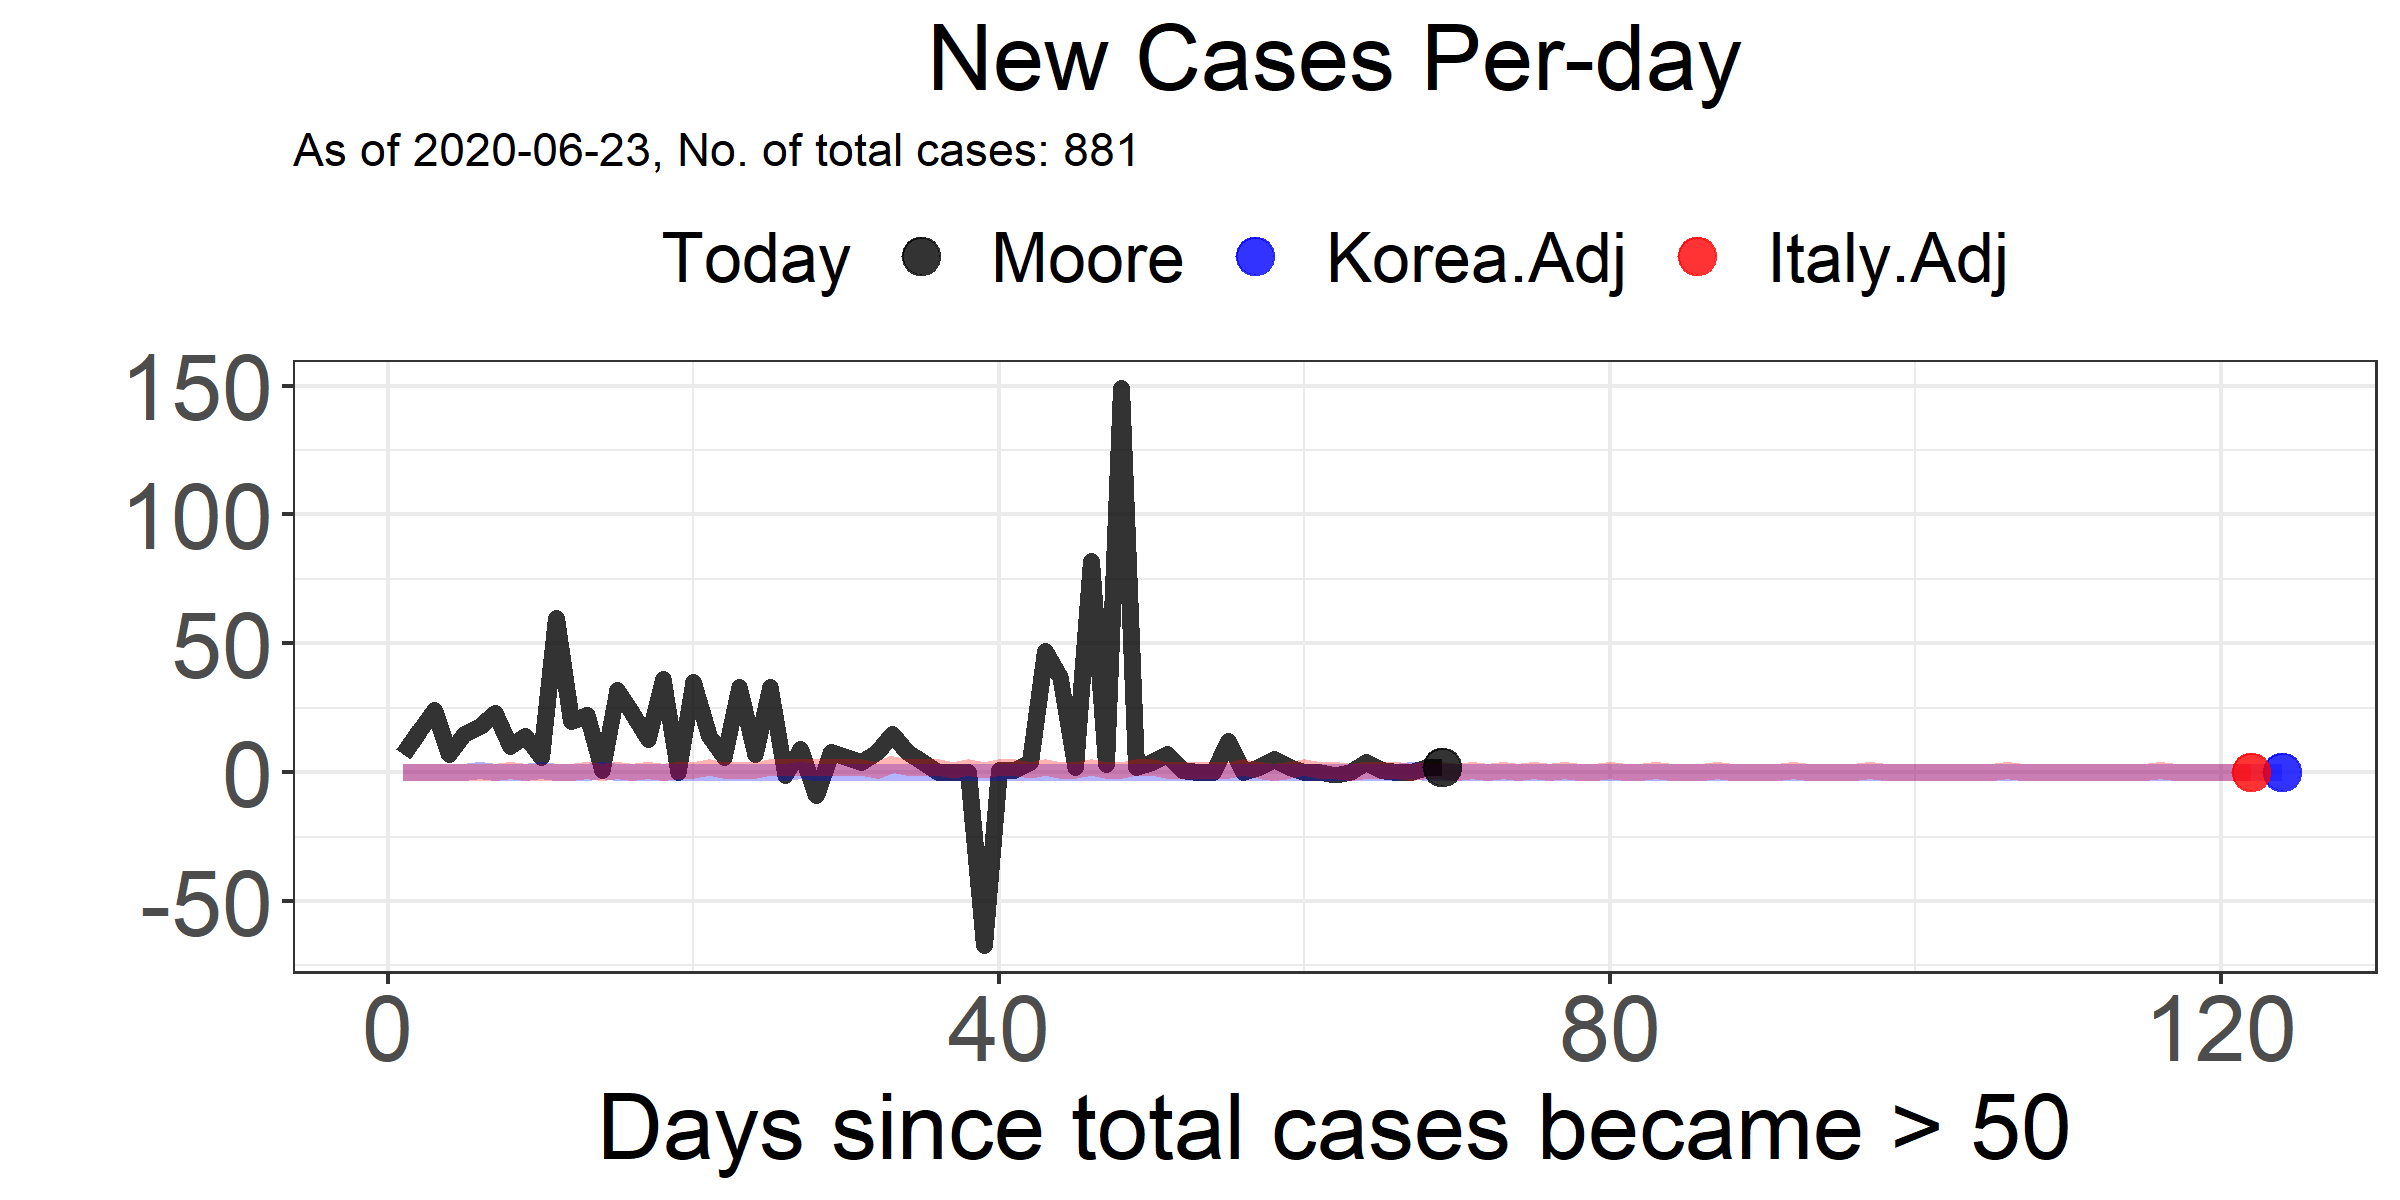 New Cases Per-day
As of 2020-06-23, No. of total cases: 881
Today Moore Korea.Adj Italy.Adj
150
100
50
0
-50
0 40 80 120
Days since total cases became > 50